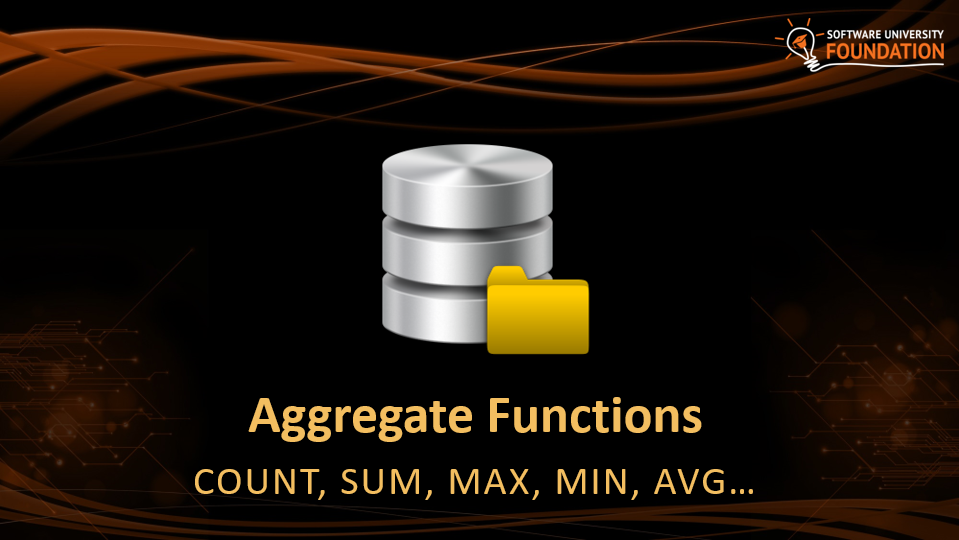 SOFTWARE UNIVERSITY
FOUNDATION
Aggregate Functions
COUNT, SUM, MAX, MIN, AVG…